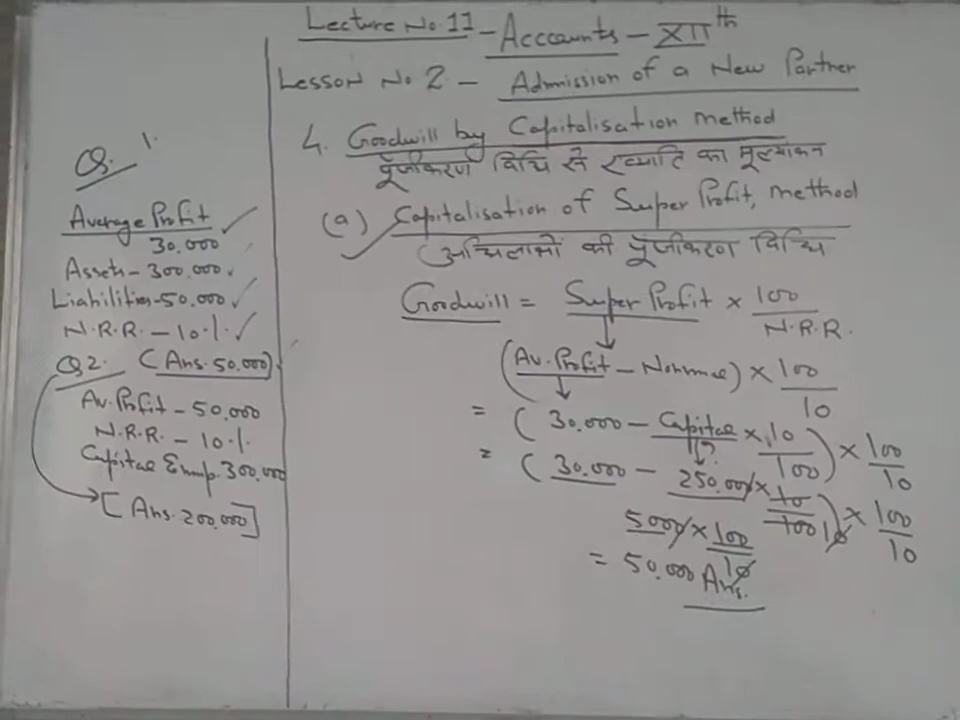 Lecture No. 11 - Acccounts - XIIth
Lesson No 2 - Admission of a New Partner
4. Goodwill by Capitalisation method
पूँजीकरण विधि से ख्याति का मूल्यांकन
(a) Capitalisation of Super Profit, method
(अधिलाभों की पूँजीकरण विधि
Goodwill = Super Profit × 100/N.R.R.
(Av. Profit - Normal) × 100/10
= (30.000 - Capital × 10/100) × 100/10
= (30.000 - 250.000 × 10/100) × 100/10
5000 × 100/10
= 50.000 Ans.
Q. 1.
Average Profit
30.000
Assets - 300.000
Liabilities - 50.000
N.R.R. - 10.%
(Ans. 50,000)
Q2.
Av. Profit - 50.000
N.R.R. - 10.%
Capital Emp. 300.000
[Ans. 200.000]